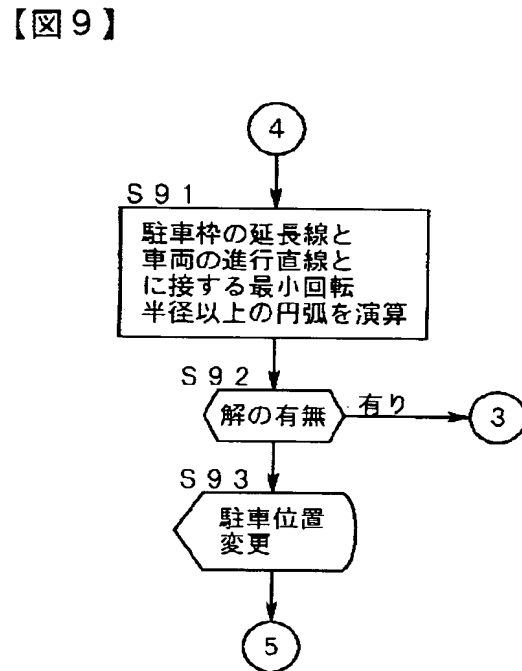 【図９】
4
Ｓ９１
駐車枠の延長線と
車両の進行直線と
に接する最小回転
半径以上の円弧を演算
Ｓ９２
解の有無
有り
3
Ｓ９３
駐車位置
変更
5